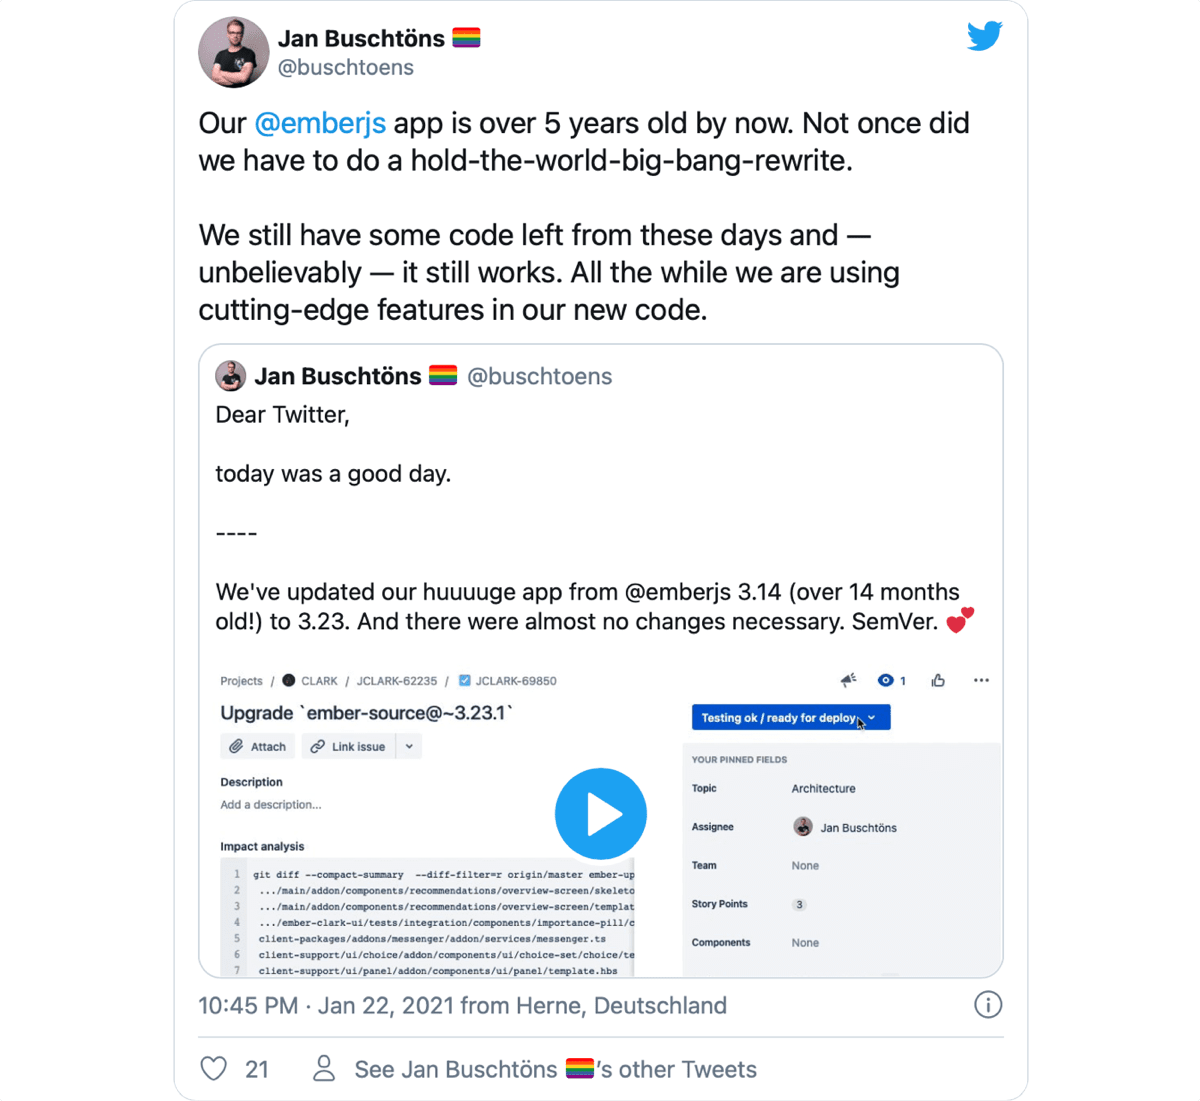 Jan Buschtöns 🏳️‍🌈
@buschtoens
Our @emberjs app is over 5 years old by now. Not once did
we have to do a hold-the-world-big-bang-rewrite.
We still have some code left from these days and —
unbelievably — it still works. All the while we are using
cutting-edge features in our new code.
Jan Buschtöns 🏳️‍🌈 @buschtoens
Dear Twitter,
today was a good day.
----
We've updated our huuuuge app from @emberjs 3.14 (over 14 months
old!) to 3.23. And there were almost no changes necessary. SemVer. 💕
Projects / CLARK / JCLARK-62235 / JCLARK-69850
1
Upgrade `ember-source@~3.23.1`
Testing ok / ready for deploy
Attach
Link issue
YOUR PINNED FIELDS
Description
Add a description...
Topic Architecture
Assignee Jan Buschtöns
Impact analysis
Team None
1 git diff --compact-summary --diff-filter=r origin/master ember-up
2 .../main/addon/components/recommendations/overview-screen/skeleto
3 .../main/addon/components/recommendations/overview-screen/templat
4 .../ember-clark-ui/tests/integration/components/importance-pill/c
5 client-packages/addons/messenger/addon/services/messenger.ts
6 client-support/ui/choice/addon/components/ui/choice-set/choice/te
7 client-support/ui/panel/addon/components/ui/panel/template.hbs
Story Points 3
Components None
10:45 PM · Jan 22, 2021 from Herne, Deutschland
21
See Jan Buschtöns 🏳️‍🌈's other Tweets